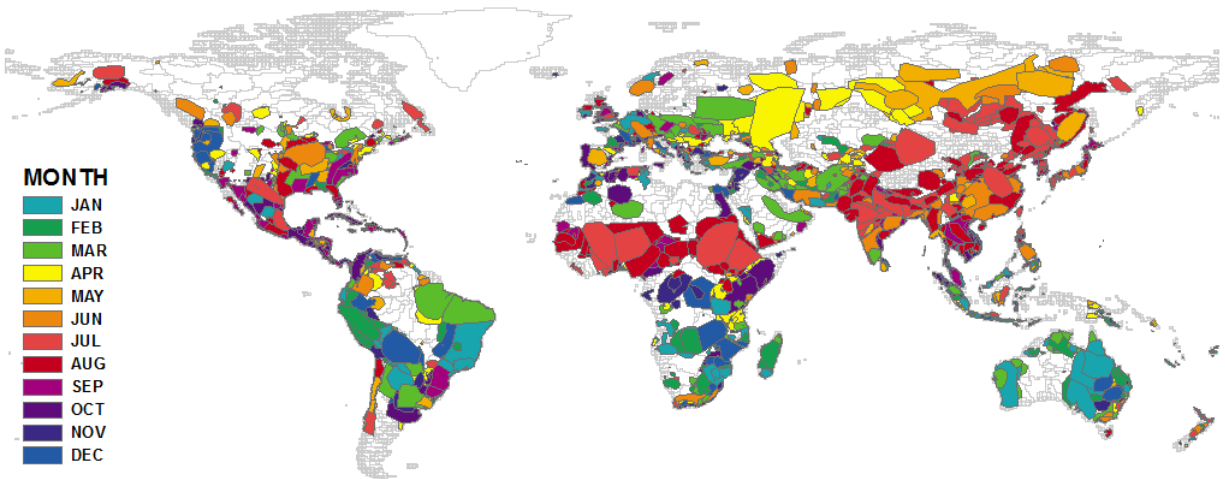 MONTH
JAN
FEB
MAR
APR
MAY
JUN
JUL
AUG
SEP
OCT
NOV
DEC